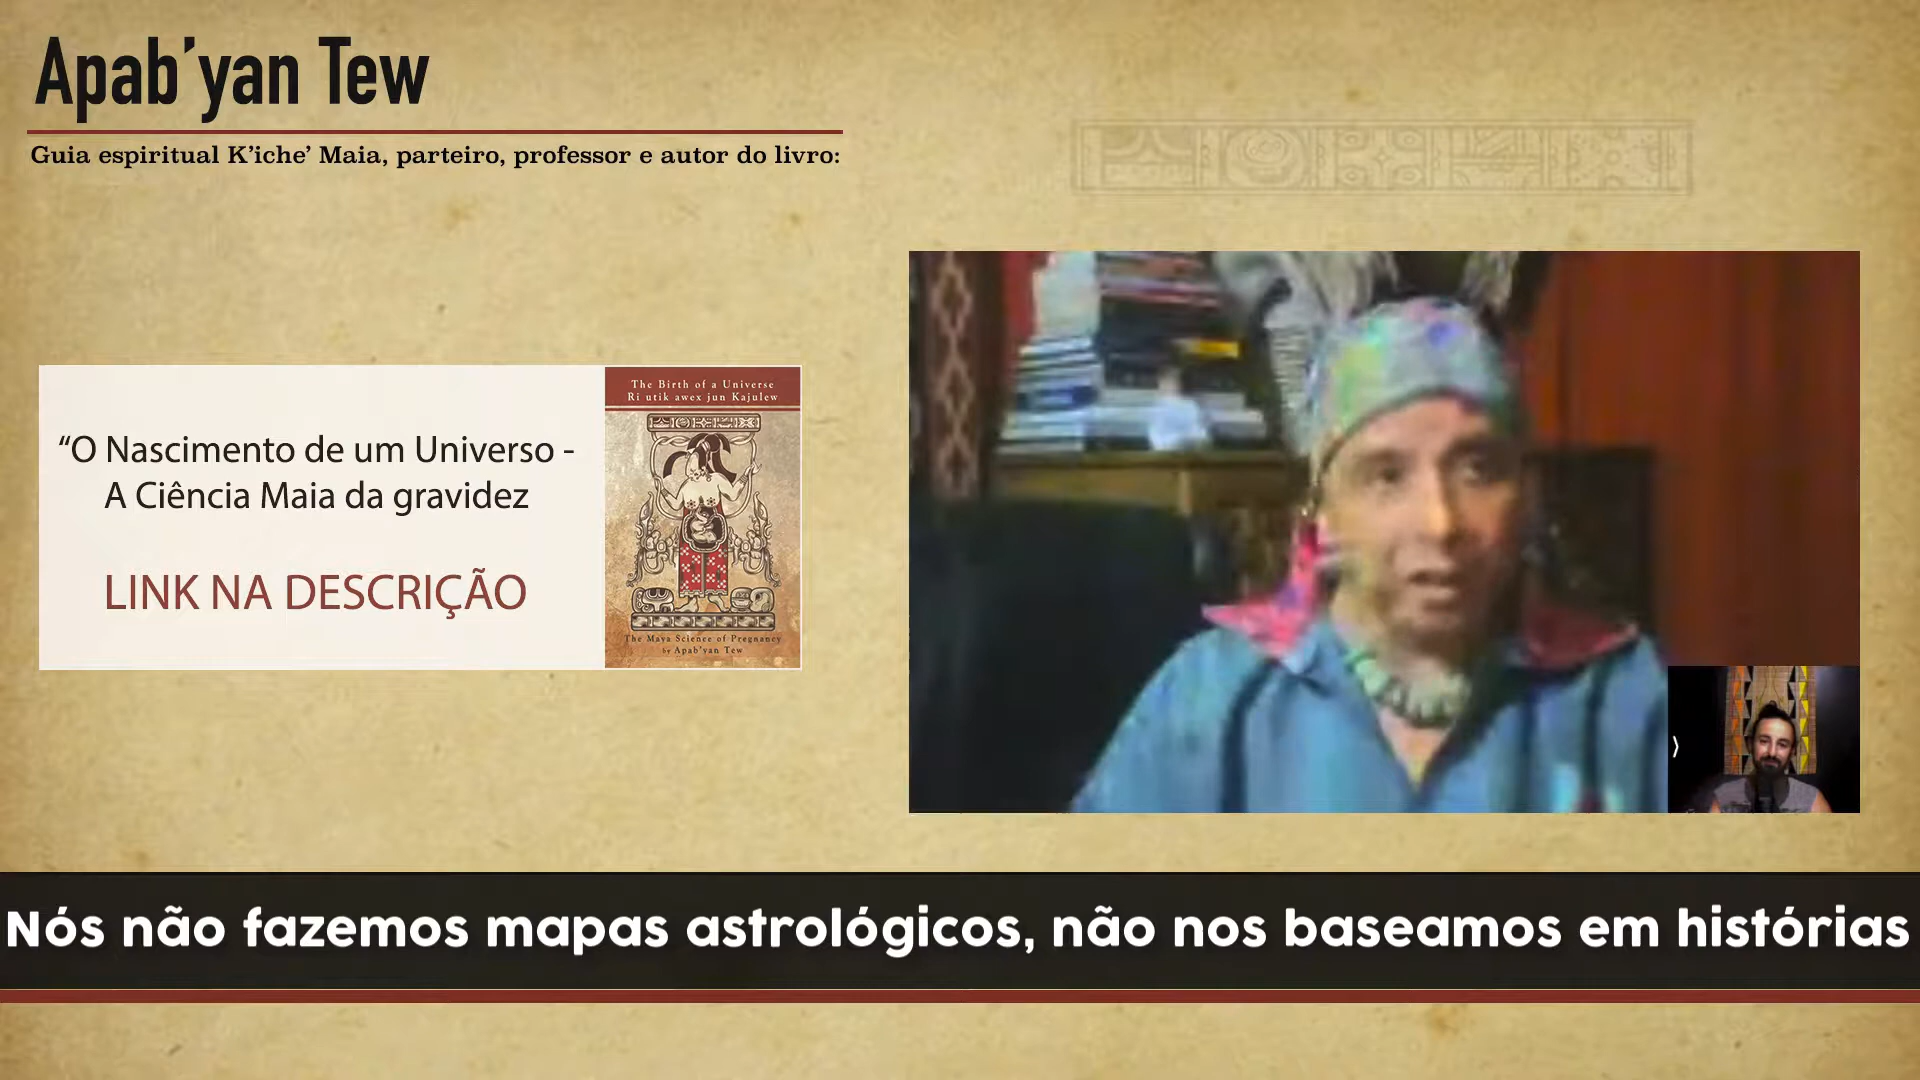 Apab´yan Tew
Guia espiritual K’iche’ Maia, parteiro, professor e autor do livro:
“O Nascimento de um Universo -
A Ciência Maia da gravidez
LINK NA DESCRIÇÃO
The Birth of a Universe
Ri utik awex jun Kajulew
The Maya Science of Pregnancy
by Apab’yan Tew
Nós não fazemos mapas astrológicos, não nos baseamos em histórias